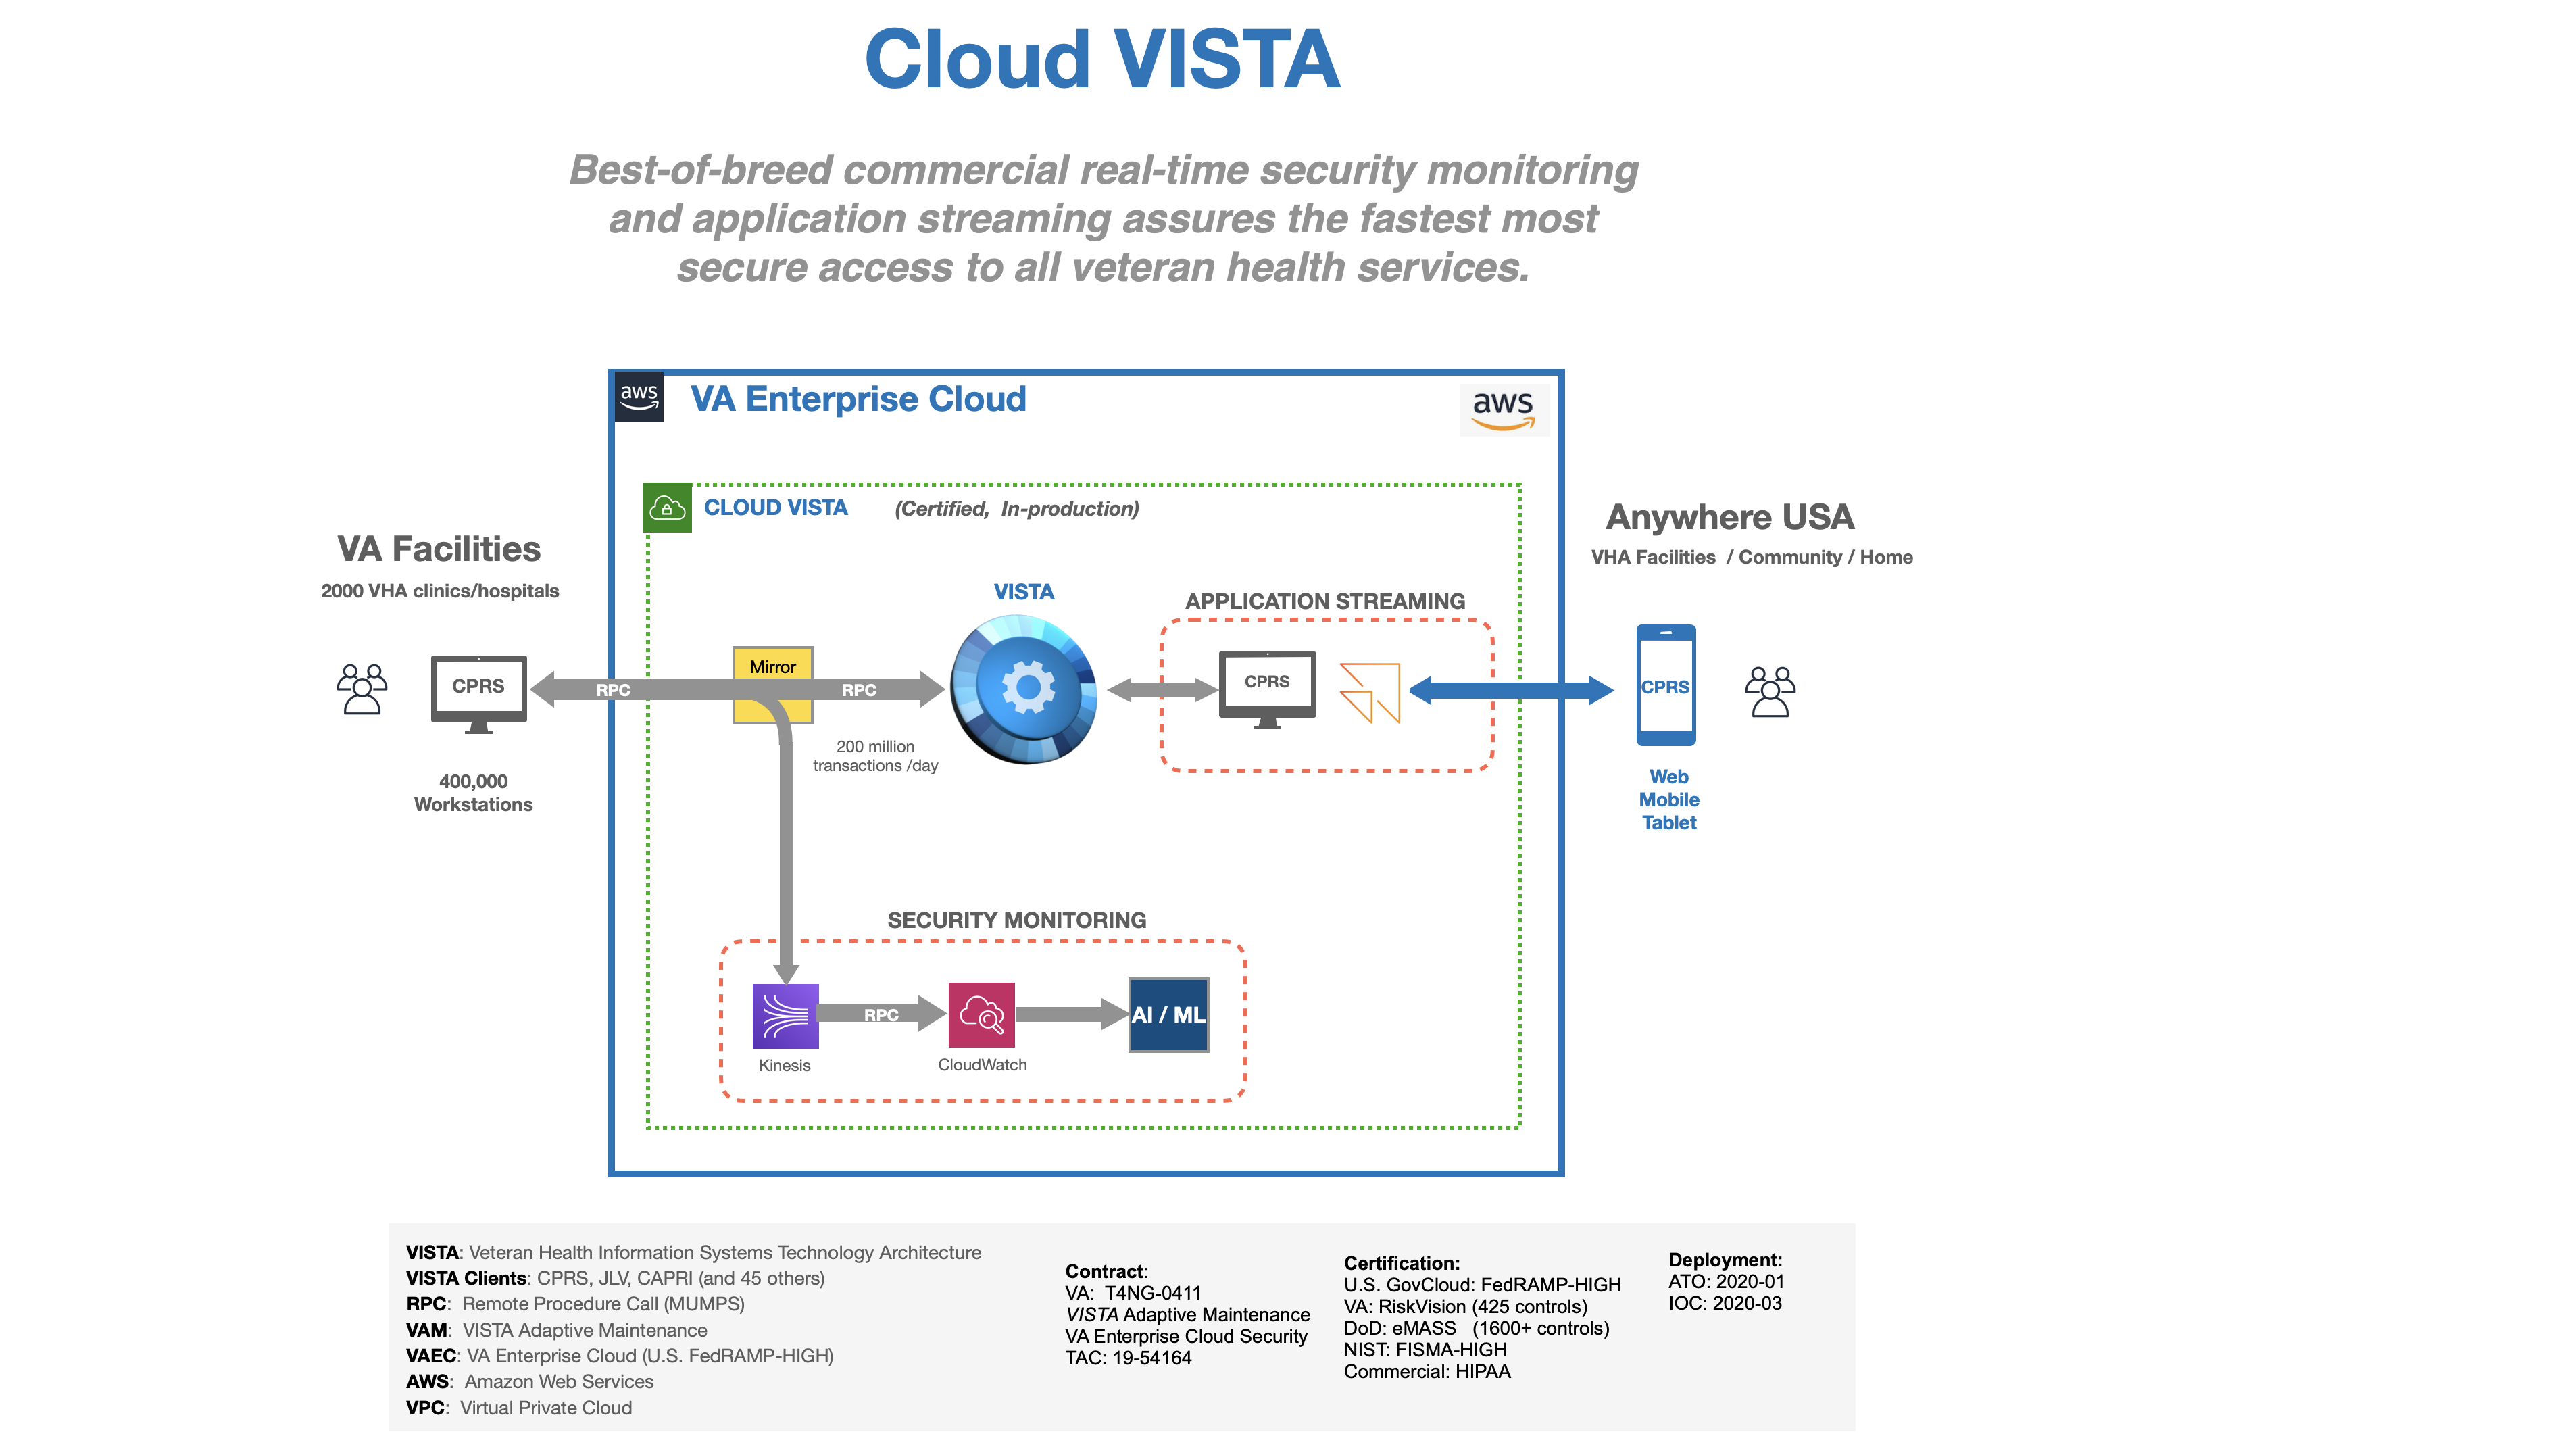 Cloud VISTA
Best-of-breed commercial real-time security monitoring
and application streaming assures the fastest most
secure access to all veteran health services.
aws
VA Enterprise Cloud
aws
CLOUD VISTA (Certified, In-production)
VA Facilities
2000 VHA clinics/hospitals
CPRS
400,000
Workstations
RPC
Mirror
RPC
200 million
transactions /day
VISTA
APPLICATION STREAMING
CPRS
Anywhere USA
VHA Facilities / Community / Home
CPRS
Web
Mobile
Tablet
SECURITY MONITORING
Kinesis
RPC
CloudWatch
AI / ML
VISTA: Veteran Health Information Systems Technology Architecture
VISTA Clients: CPRS, JLV, CAPRI (and 45 others)
RPC: Remote Procedure Call (MUMPS)
VAM: VISTA Adaptive Maintenance
VAEC: VA Enterprise Cloud (U.S. FedRAMP-HIGH)
AWS: Amazon Web Services
VPC: Virtual Private Cloud
Contract:
VA: T4NG-0411
VISTA Adaptive Maintenance
VA Enterprise Cloud Security
TAC: 19-54164
Certification:
U.S. GovCloud: FedRAMP-HIGH
VA: RiskVision (425 controls)
DoD: eMASS (1600+ controls)
NIST: FISMA-HIGH
Commercial: HIPAA
Deployment:
ATO: 2020-01
IOC: 2020-03